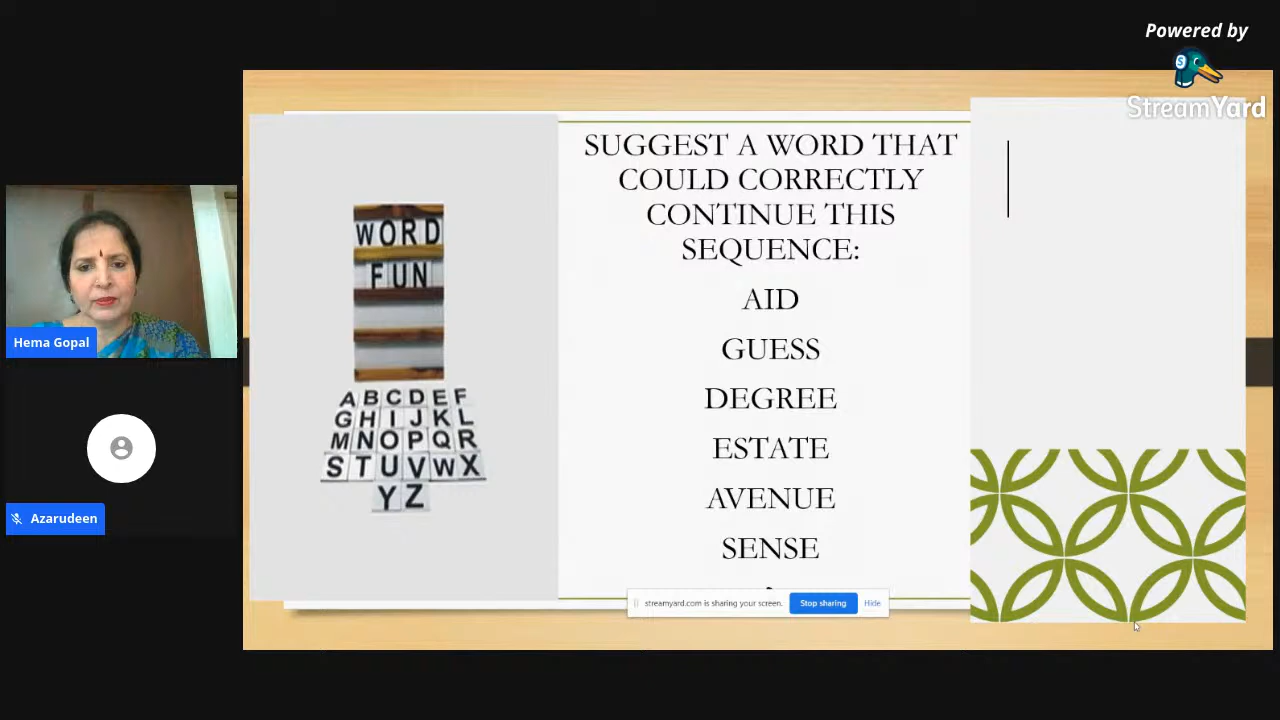 Powered by
StreamYard
SUGGEST A WORD THAT
COULD CORRECTLY
CONTINUE THIS
SEQUENCE:
AID
GUESS
DEGREE
ESTATE
AVENUE
SENSE
WORD
FUN
A B C D E F
G H I J K L
M N O P Q R
S T U V W X
Y Z
Hema Gopal
Azarudeen
streamyard.com is sharing your screen.
Stop sharing
Hide